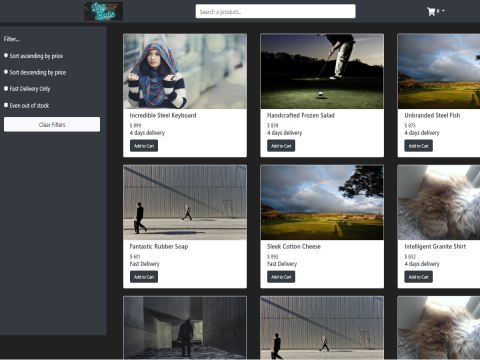 Search a product...
0
Filter...
Sort ascending by price
Sort descending by price
Fast Delivery Only
Even out of stock
Clear Filters
Incredible Steel Keyboard
$ 899
4 days delivery
Add to Cart
Handcrafted Frozen Salad
$ 838
4 days delivery
Add to Cart
Unbranded Steel Fish
$ 875
4 days delivery
Add to Cart
Fantastic Rubber Soap
$ 601
Fast Delivery
Add to Cart
Sleek Cotton Cheese
$ 892
Fast Delivery
Add to Cart
Intelligent Granite Shirt
$ 832
4 days delivery
Add to Cart